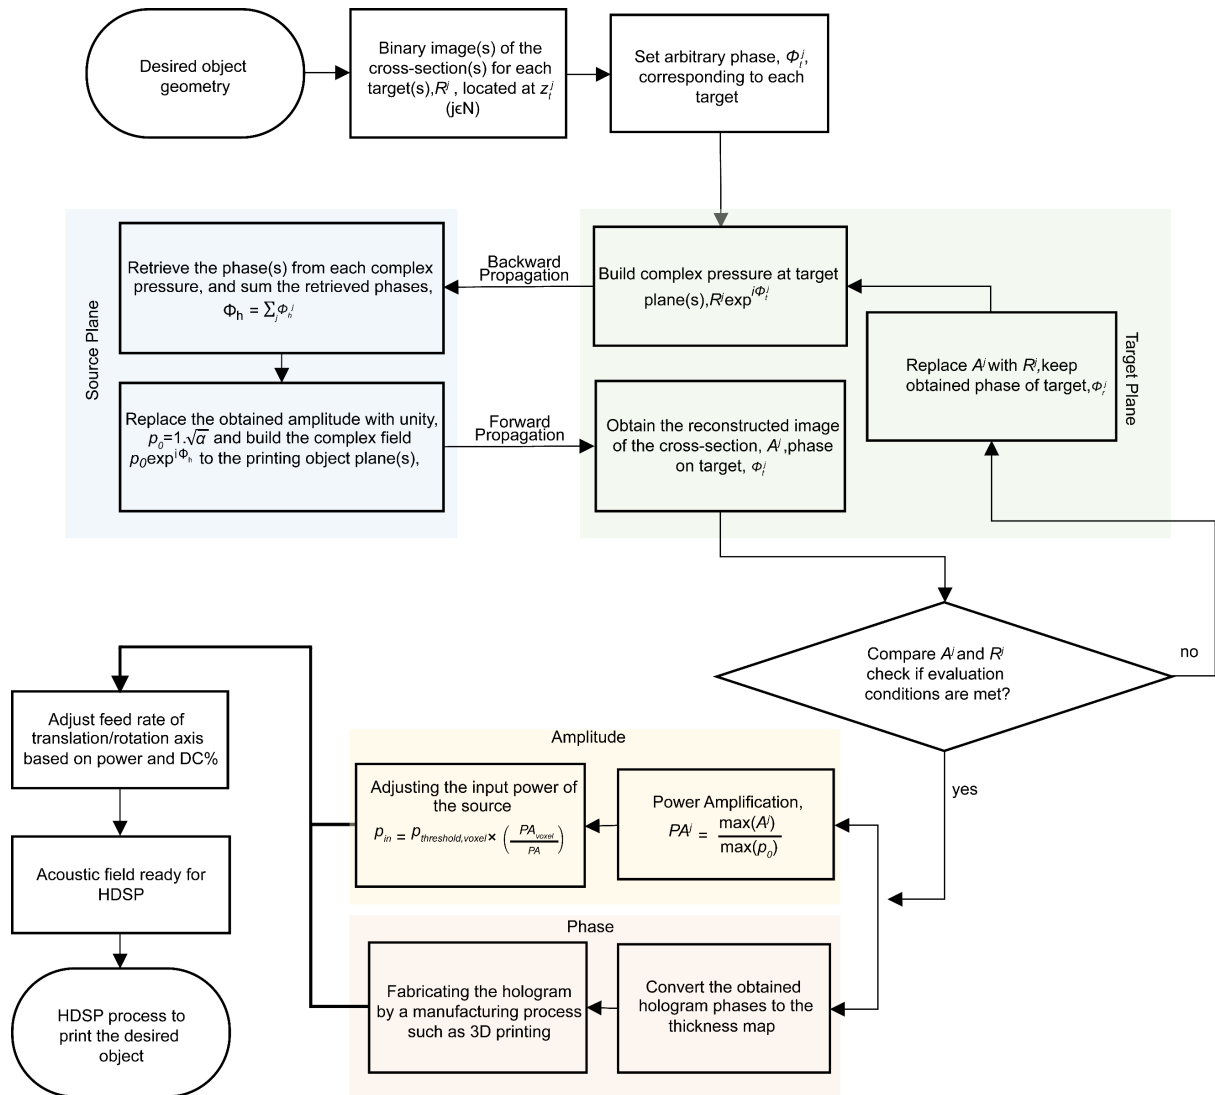 Desired object
geometry
Binary image(s) of the
cross-section(s) for each
target(s),Rʲ , located at zₜʲ
(jϵN)
Set arbitrary phase, Φₜʲ,
corresponding to each
target
Source Plane
Retrieve the phase(s) from each complex
pressure, and sum the retrieved phases,
Φₕ = ∑ⱼ Φₕʲ
Backward
Propagation
Build complex pressure at target
plane(s),Rʲexp^{iΦₜʲ}
Target Plane
Replace Aʲ with Rʲ,keep
obtained phase of target,Φₜʲ
Replace the obtained amplitude with unity,
p₀=1.√α and build the complex field
p₀exp^{iΦₕ} to the printing object plane(s),
Forward
Propagation
Obtain the reconstructed image
of the cross-section, Aʲ,phase
on target, Φₜʲ
Compare Aʲ and Rʲ
check if evaluation
conditions are met?
no
yes
Amplitude
Power Amplification,
PAʲ = max(Aʲ)/max(p₀)
Adjusting the input power of
the source
p_{in} = p_{threshold,voxel} × (PA_{voxel}/PA)
Phase
Convert the obtained
hologram phases to the
thickness map
Fabricating the hologram
by a manufacturing process
such as 3D printing
Adjust feed rate of
translation/rotation axis
based on power and DC%
Acoustic field ready for
HDSP
HDSP process to
print the desired
object